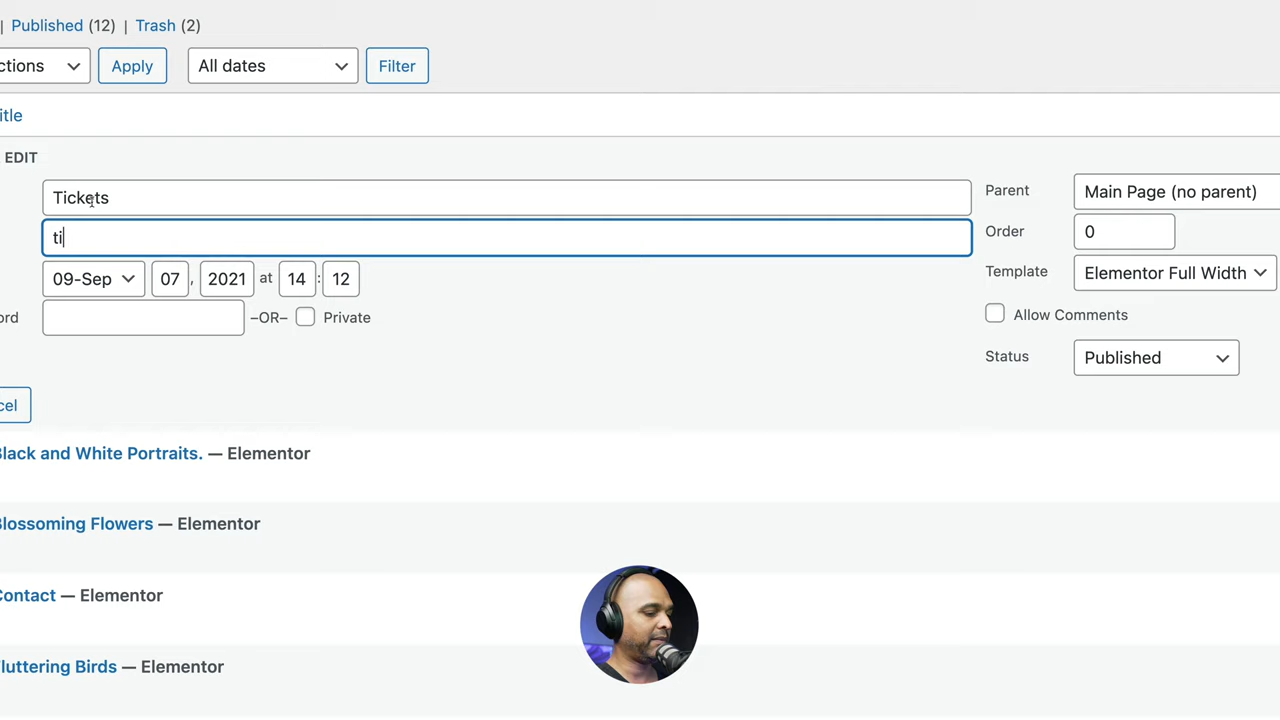 | Published (12) | Trash (2)
ctions Apply All dates Filter
itle
EDIT
Tickets
Parent Main Page (no parent)
ti
Order 0
09-Sep 07 , 2021 at 14 : 12
Template Elementor Full Width
ord –OR– Private
Allow Comments
Status Published
cel
Black and White Portraits. — Elementor
Blossoming Flowers — Elementor
Contact — Elementor
luttering Birds — Elementor